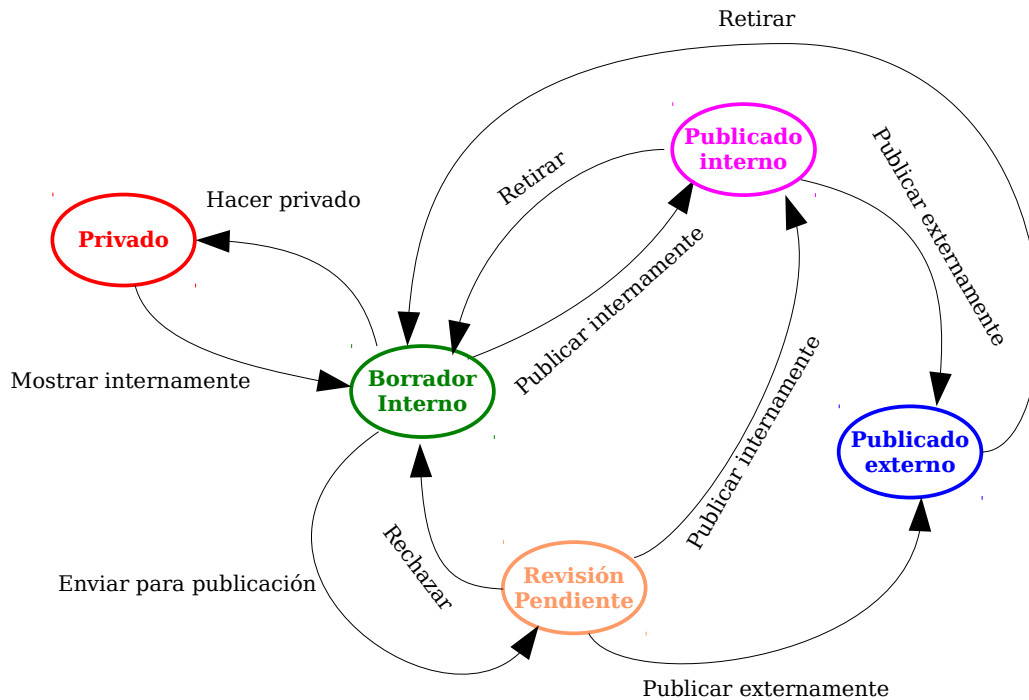 Retirar
Publicado
interno
Publicar externamente
Retirar
Hacer privado
Privado
Publicar internamente
Mostrar internamente
Borrador
Interno
Publicar internamente
Publicado
externo
Rechazar
Enviar para publicación
Revisión
Pendiente
Publicar externamente